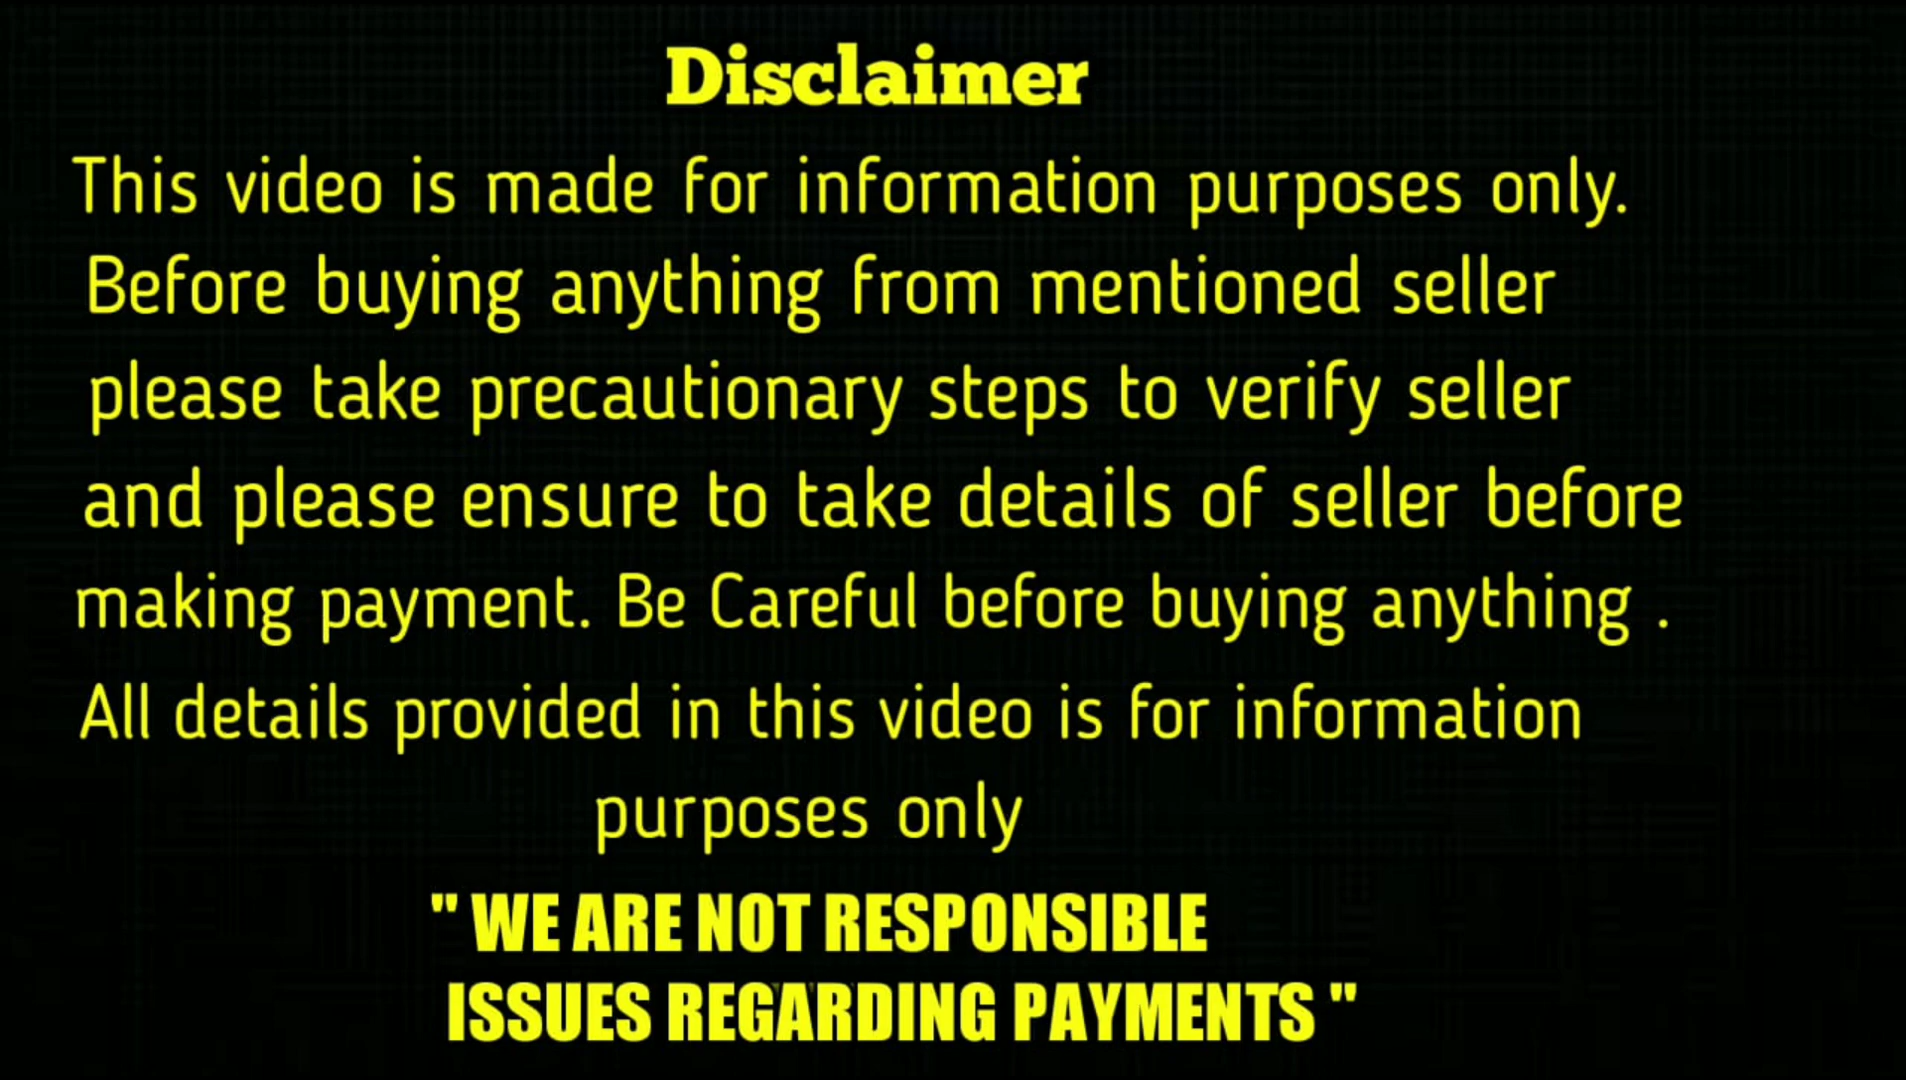 Disclaimer
This video is made for information purposes only.
Before buying anything from mentioned seller
please take precautionary steps to verify seller
and please ensure to take details of seller before
making payment. Be Careful before buying anything .
All details provided in this video is for information
purposes only
" WE ARE NOT RESPONSIBLE
ISSUES REGARDING PAYMENTS "